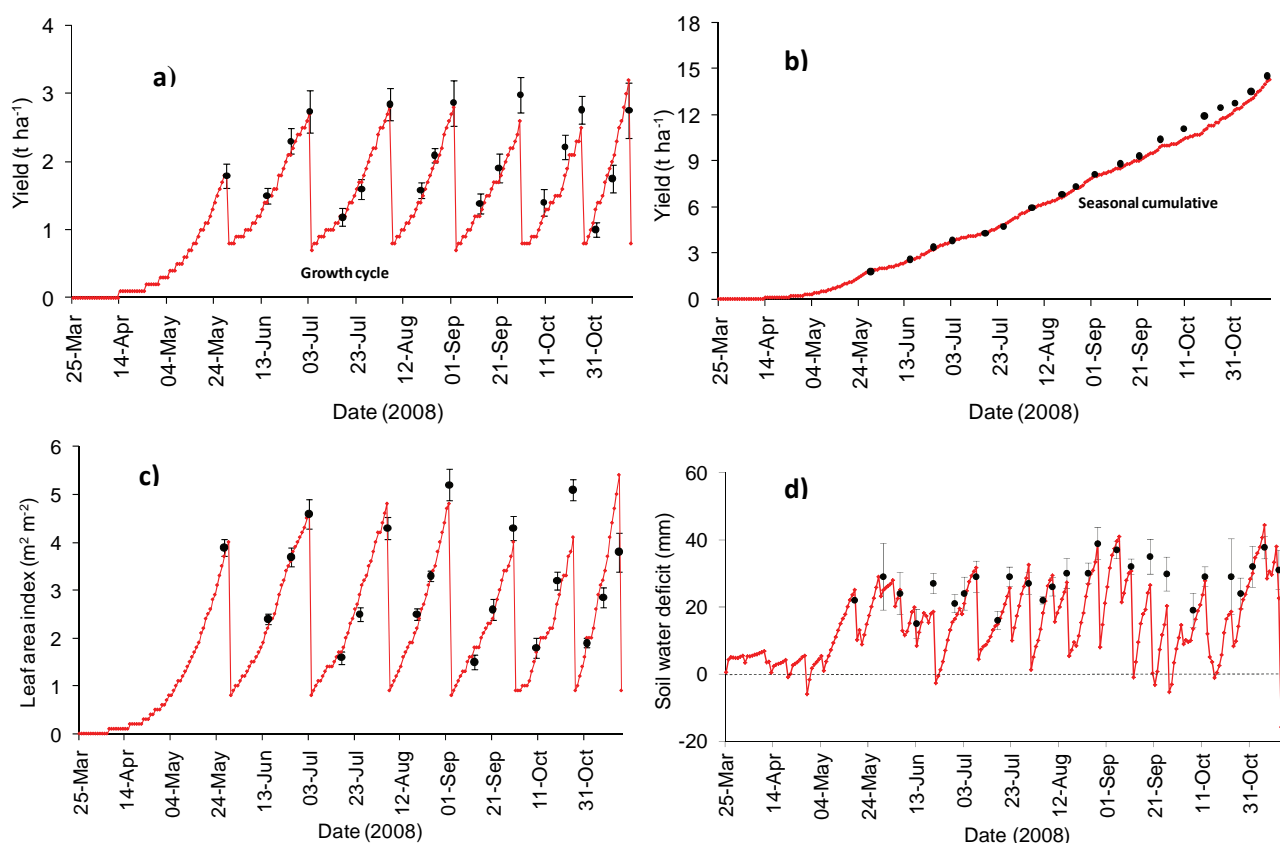 a)
Yield (t ha-1)
4
3
2
1
0
Growth cycle
25-Mar
14-Apr
04-May
24-May
13-Jun
03-Jul
23-Jul
12-Aug
01-Sep
21-Sep
11-Oct
31-Oct
Date (2008)
b)
Yield (t ha-1)
18
15
12
9
6
3
0
Seasonal cumulative
25-Mar
14-Apr
04-May
24-May
13-Jun
03-Jul
23-Jul
12-Aug
01-Sep
21-Sep
11-Oct
31-Oct
Date (2008)
c)
Leaf area index (m2 m-2)
6
5
4
3
2
1
0
25-Mar
14-Apr
04-May
24-May
13-Jun
03-Jul
23-Jul
12-Aug
01-Sep
21-Sep
11-Oct
31-Oct
Date (2008)
d)
Soil water deficit (mm)
60
40
20
0
-20
25-Mar
14-Apr
04-May
24-May
13-Jun
03-Jul
23-Jul
12-Aug
01-Sep
21-Sep
11-Oct
31-Oct
Date (2008)